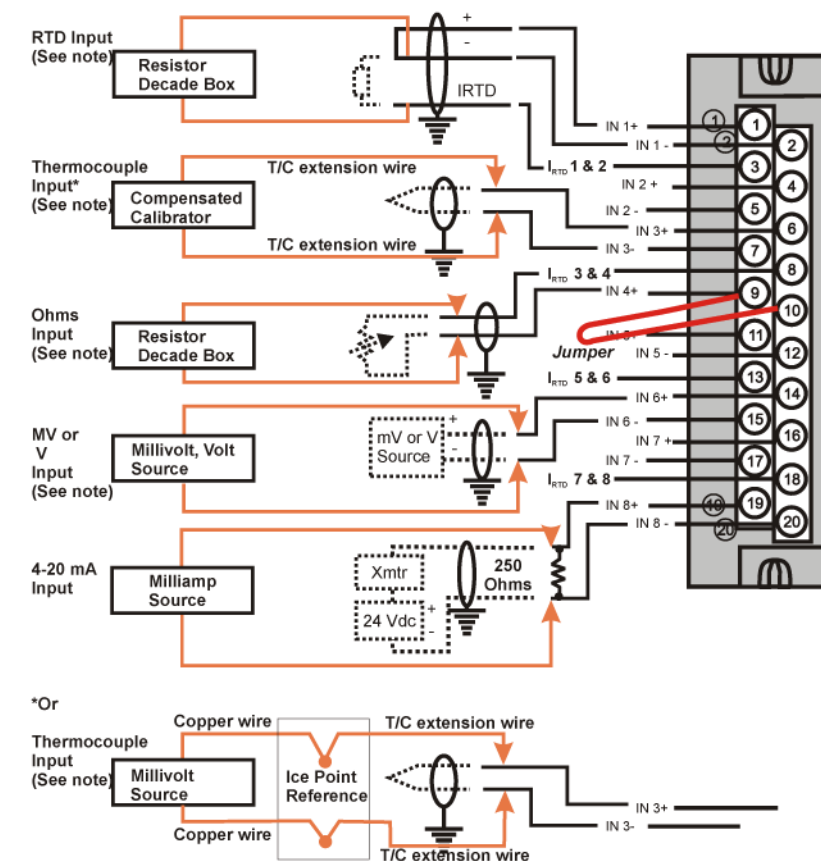 RTD Input
(See note)
Resistor
Decade Box
+
-
IRTD
IN 1+
IN 1 -
IRTD 1 & 2
IN 2 +
IN 2 -
IN 3+
IN 3-
IRTD 3 & 4
IN 4+
Jumper
IN 5 -
IRTD 5 & 6
IN 6+
IN 6 -
IN 7 +
IN 7 -
IRTD 7 & 8
IN 8+
IN 8 -
1
2
19
20
1
2
3
4
5
6
7
8
9
10
11
12
13
14
15
16
17
18
19
20
Thermocouple
Input*
(See note)
Compensated
Calibrator
T/C extension wire
T/C extension wire
Ohms
Input
(See note)
Resistor
Decade Box
MV or
V
Input
(See note)
Millivolt, Volt
Source
mV or V
Source
+
-
4-20 mA
Input
Milliamp
Source
Xmtr
24 Vdc
+
-
250
Ohms
*Or
Thermocouple
Input
(See note)
Millivolt
Source
Copper wire
Copper wire
Ice Point
Reference
T/C extension wire
T/C extension wire
IN 3+
IN 3-